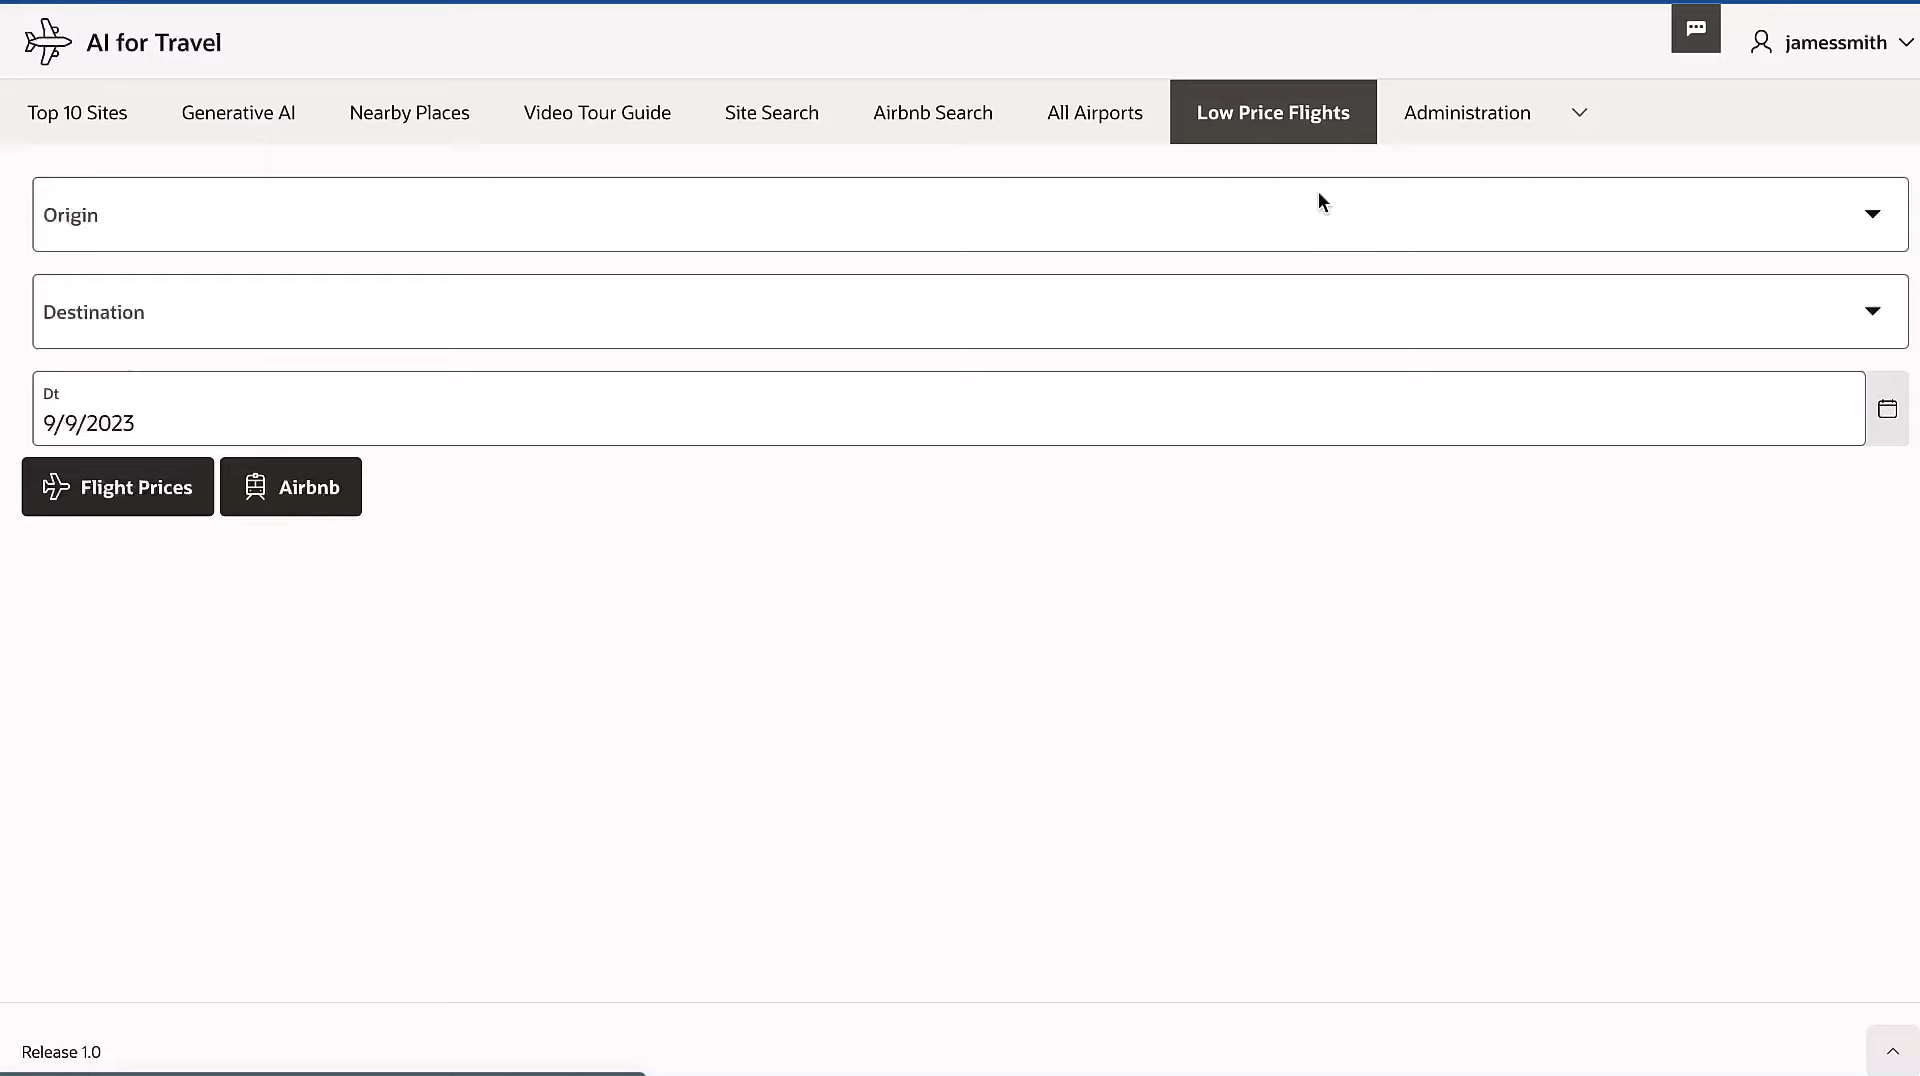 AI for Travel
jamessmith
Top 10 Sites Generative AI Nearby Places Video Tour Guide Site Search Airbnb Search All Airports Low Price Flights Administration
Origin
Destination
Dt
9/9/2023
Flight Prices Airbnb
Release 1.0